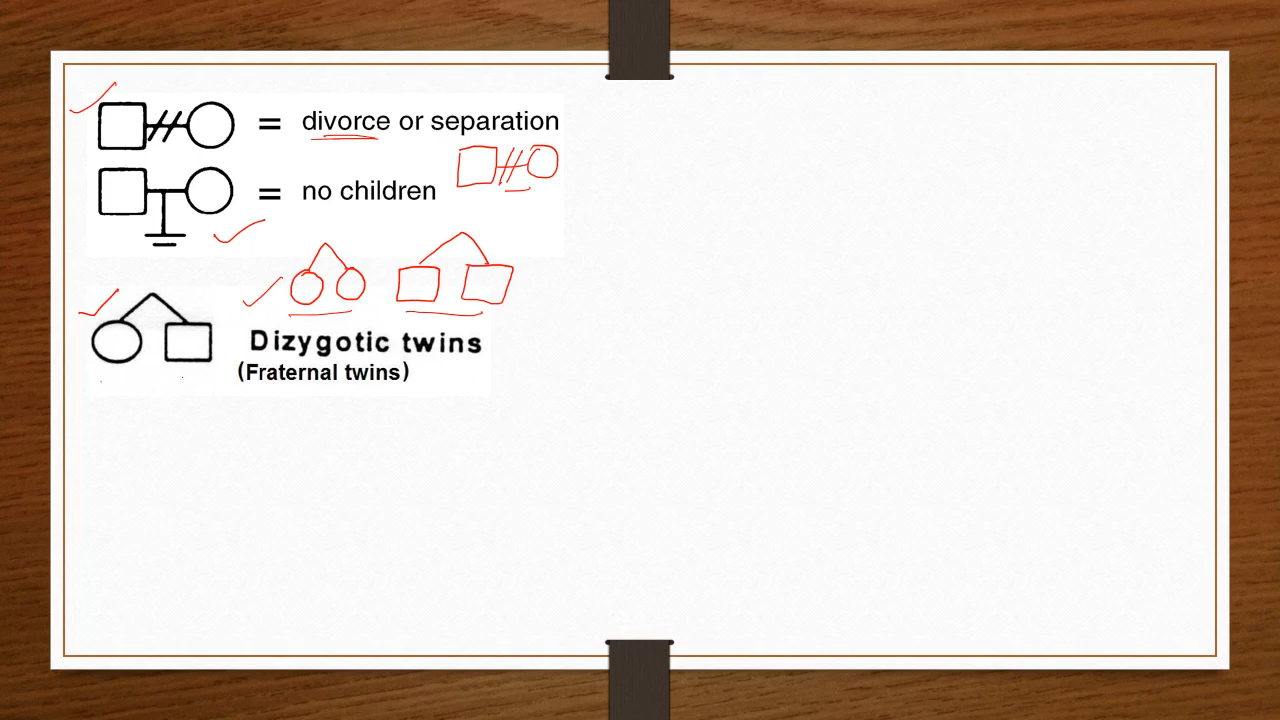 = divorce or separation
= no children
Dizygotic twins
(Fraternal twins)